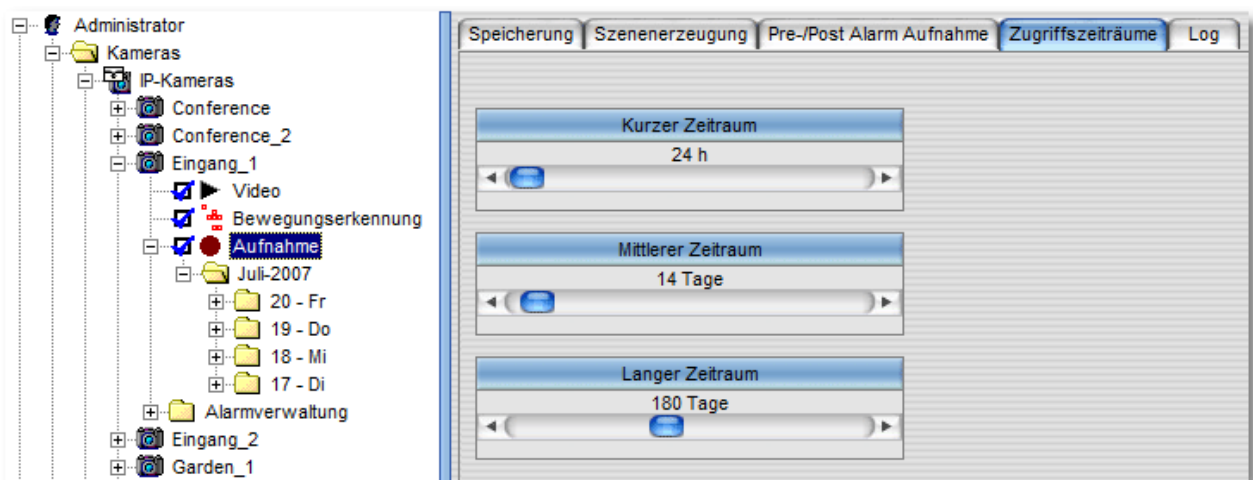 Administrator
Kameras
IP-Kameras
Conference
Conference_2
Eingang_1
Video
Bewegungserkennung
Aufnahme
Juli-2007
20 - Fr
19 - Do
18 - Mi
17 - Di
Alarmverwaltung
Eingang_2
Garden_1
Speicherung Szenenerzeugung Pre-/Post Alarm Aufnahme Zugriffszeiträume Log
Kurzer Zeitraum
24 h
Mittlerer Zeitraum
14 Tage
Langer Zeitraum
180 Tage